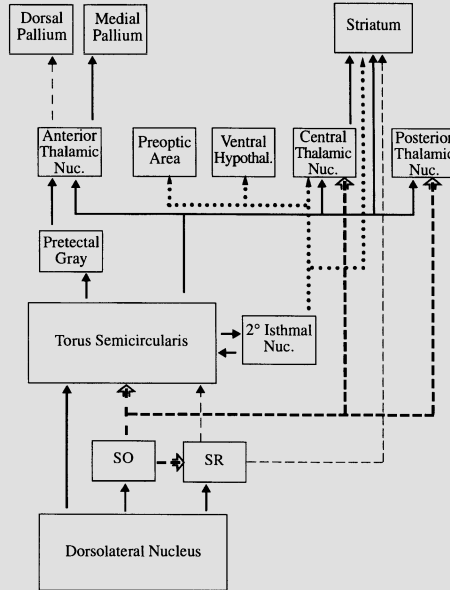 Dorsal
Pallium
Medial
Pallium
Striatum
Anterior
Thalamic
Nuc.
Preoptic
Area
Ventral
Hypothal.
Central
Thalamic
Nuc.
Posterior
Thalamic
Nuc.
Pretectal
Gray
Torus Semicircularis
2° Isthmal
Nuc.
SO
SR
Dorsolateral Nucleus